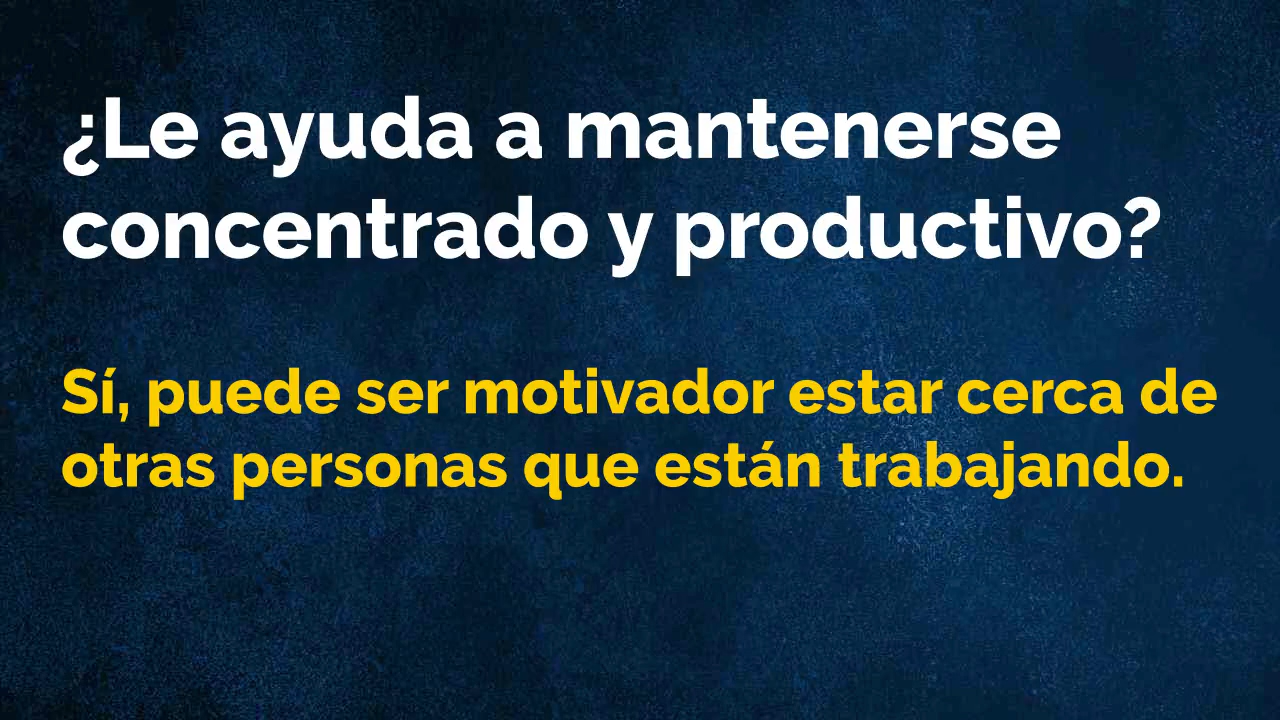 ¿Le ayuda a mantenerse
concentrado y productivo?
Sí, puede ser motivador estar cerca de
otras personas que están trabajando.